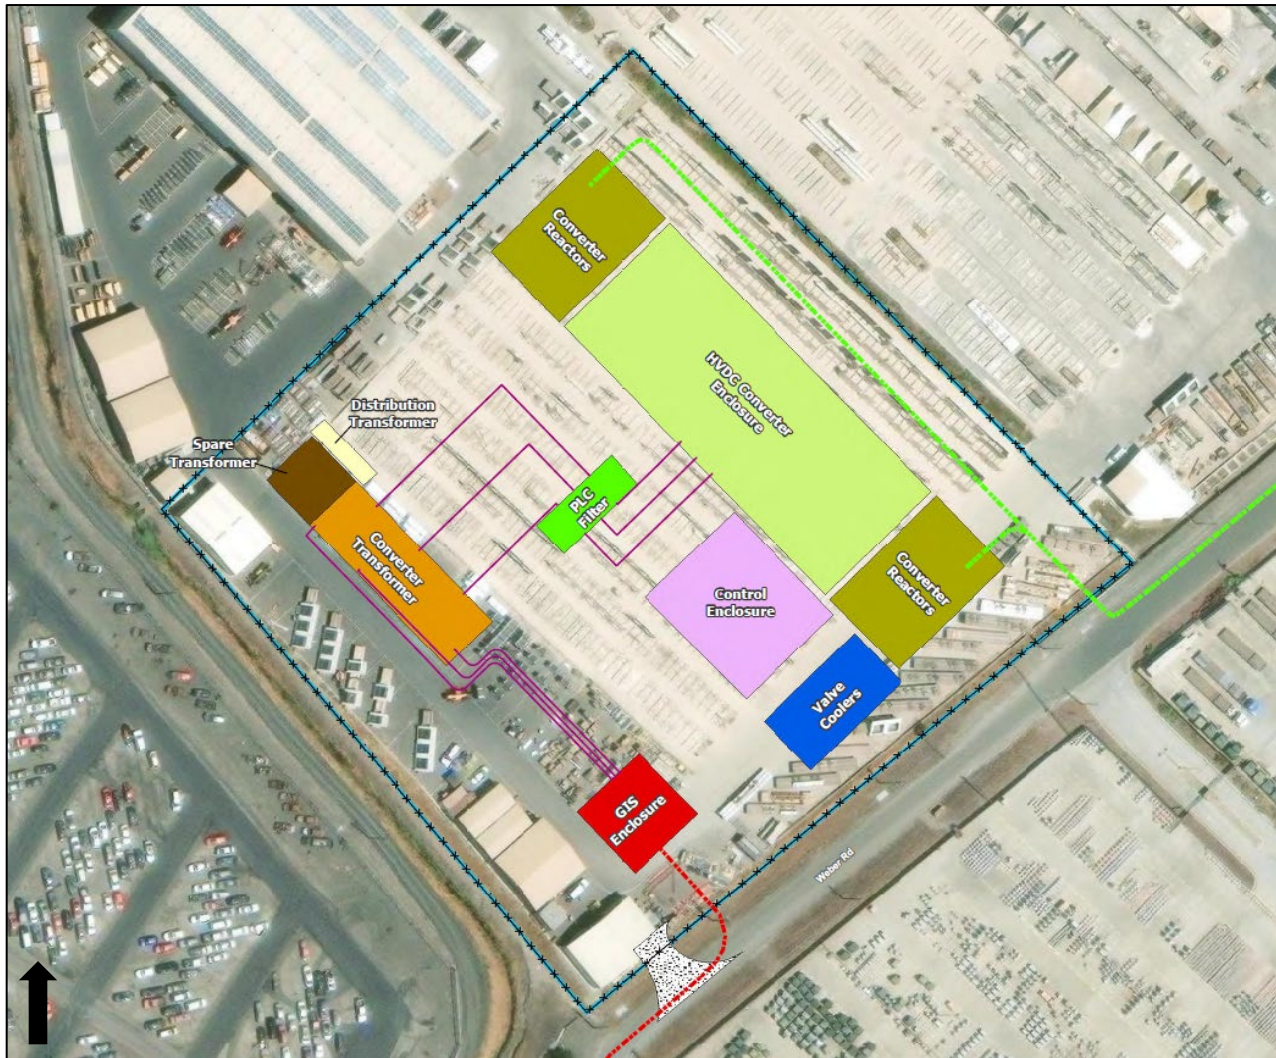 Converter
Reactors
HVDC Converter
Enclosure
Distribution
Transformer
Spare
Transformer
PLC
Filter
Converter
Transformer
Control
Enclosure
Converter
Reactors
Valve
Coolers
GIS
Enclosure
Weber Rd